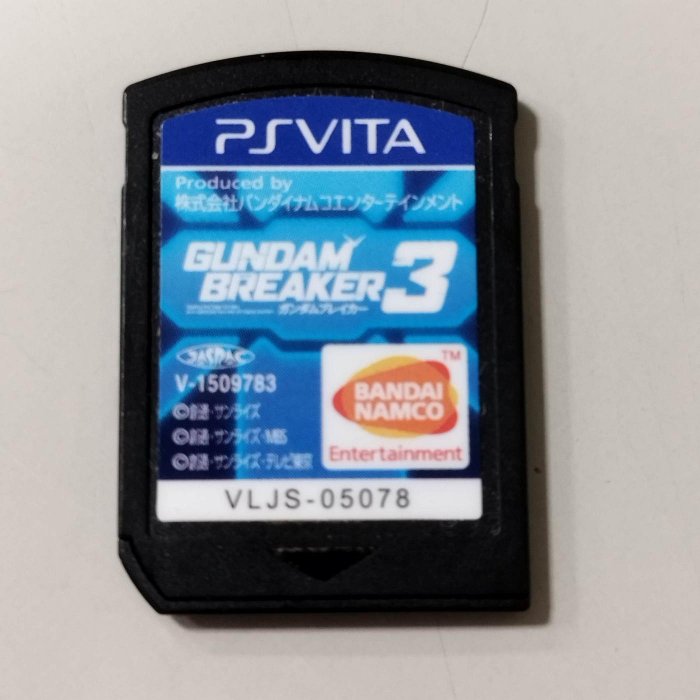 PSVITA
Produced by
株式会社バンダイナムコエンターテインメント
GUNDAM
BREAKER 3
ガンダムブレイカー
JASRAC
V-1509783
©創通・サンライズ
©創通・サンライズ・MBS
©創通・サンライズ・テレビ東京
TM
BANDAI
NAMCO
Entertainment
VLJS-05078